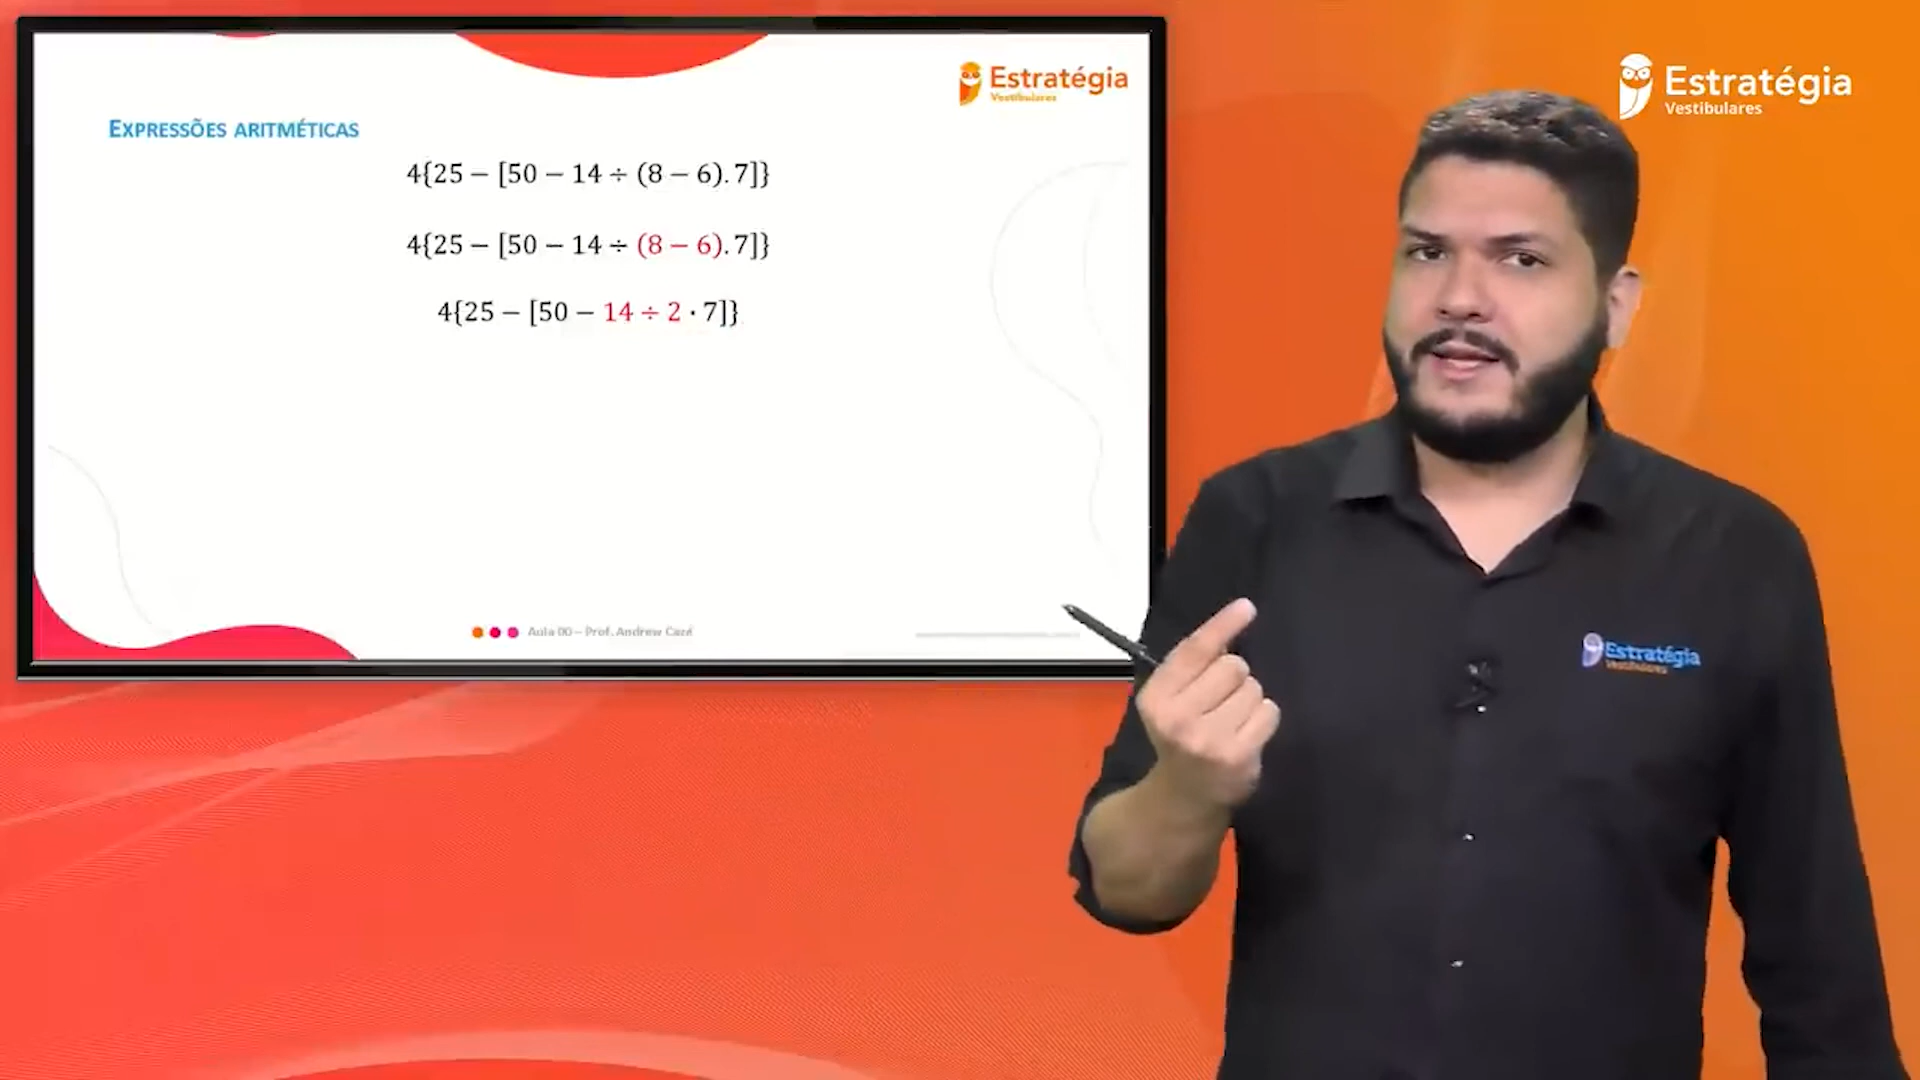 Estratégia
Vestibulares
EXPRESSÕES ARITMÉTICAS
4{25 − [50 − 14 ÷ (8 − 6). 7]}
4{25 − [50 − 14 ÷ (8 − 6). 7]}
4{25 − [50 − 14 ÷ 2 · 7]}
Aula 00 – Prof. Andrew Cazé
Estratégia
Vestibulares
Estratégia
Vestibulares